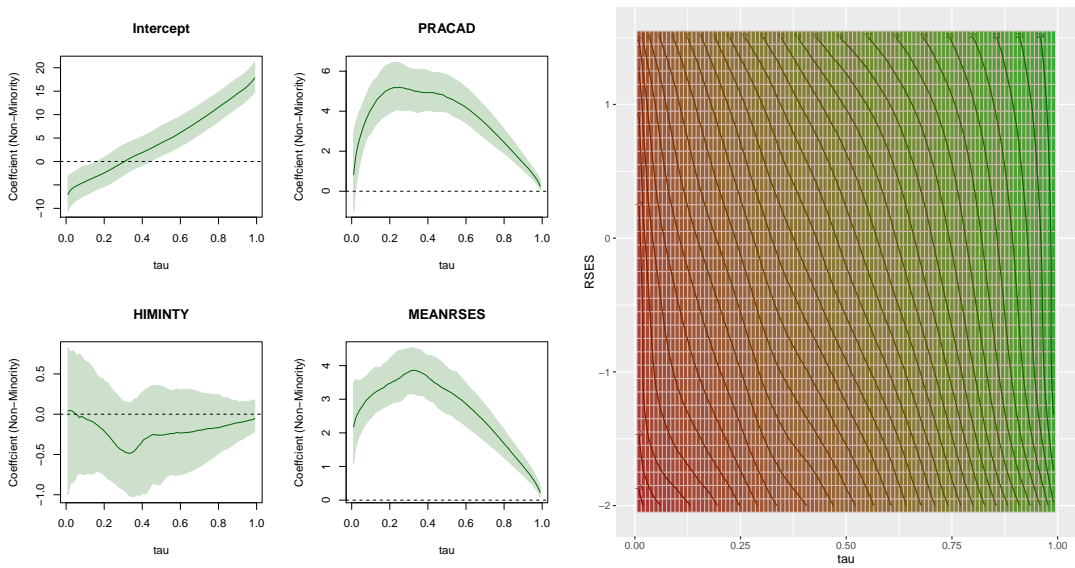 Intercept
Coeffcient (Non−Minority)
20
15
10
5
0
−10
0.0 0.2 0.4 0.6 0.8 1.0
tau
PRACAD
Coeffcient (Non−Minority)
6
4
2
0
0.0 0.2 0.4 0.6 0.8 1.0
tau
HIMINTY
Coeffcient (Non−Minority)
0.5
0.0
−0.5
−1.0
0.0 0.2 0.4 0.6 0.8 1.0
tau
MEANRSES
Coeffcient (Non−Minority)
4
3
2
1
0
0.0 0.2 0.4 0.6 0.8 1.0
tau
RSES
1
0
−1
−2
0.00 0.25 0.50 0.75 1.00
tau